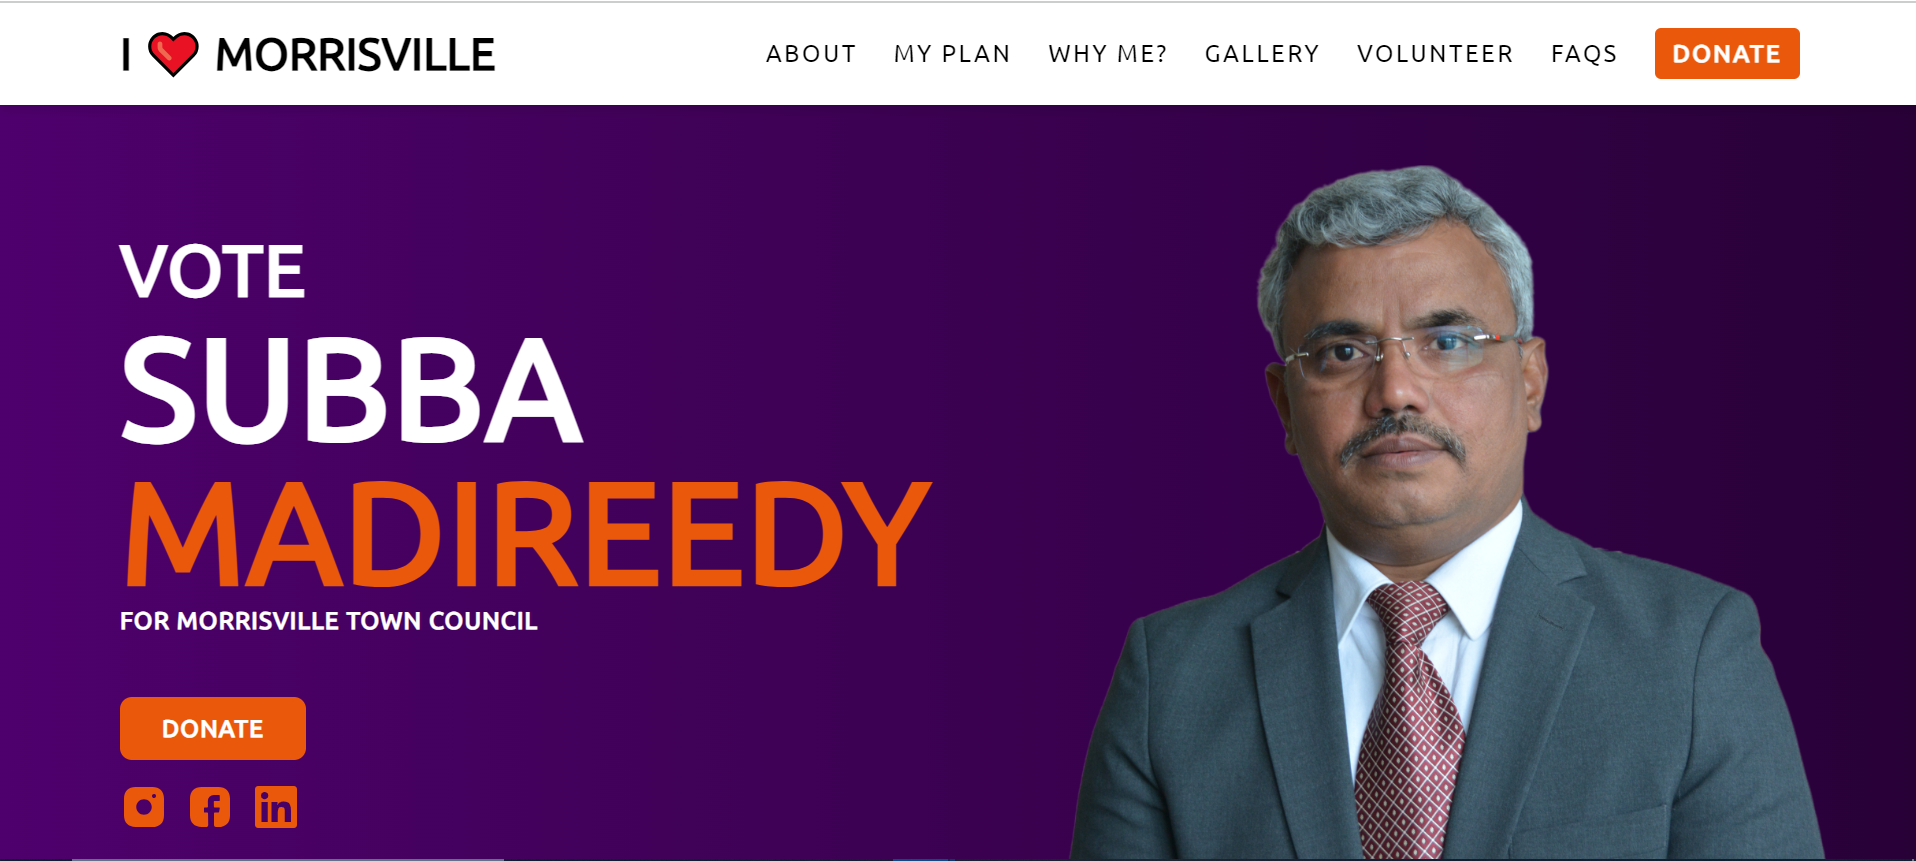 I ❤️ MORRISVILLE
ABOUT MY PLAN WHY ME? GALLERY VOLUNTEER FAQS DONATE
VOTE
SUBBA
MADIREEDY
FOR MORRISVILLE TOWN COUNCIL
DONATE